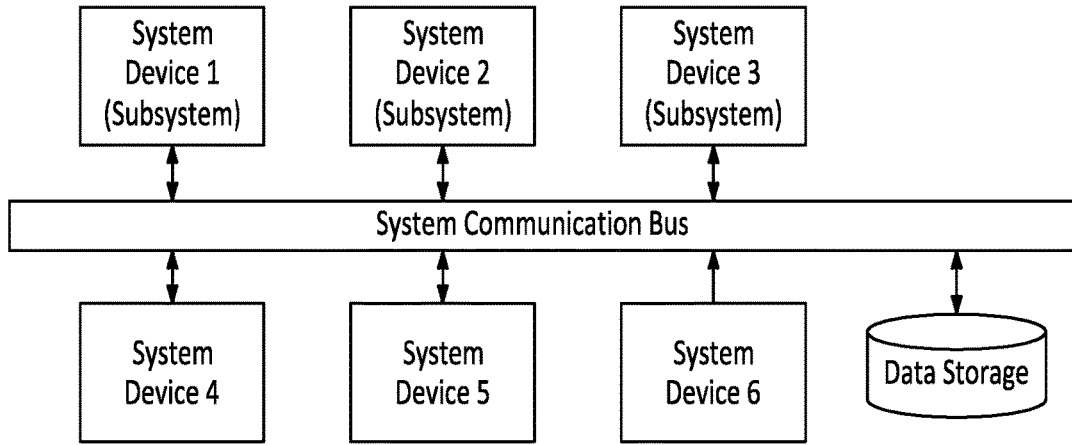 System
Device 1
(Subsystem)
System
Device 2
(Subsystem)
System
Device 3
(Subsystem)
System Communication Bus
System
Device 4
System
Device 5
System
Device 6
Data Storage